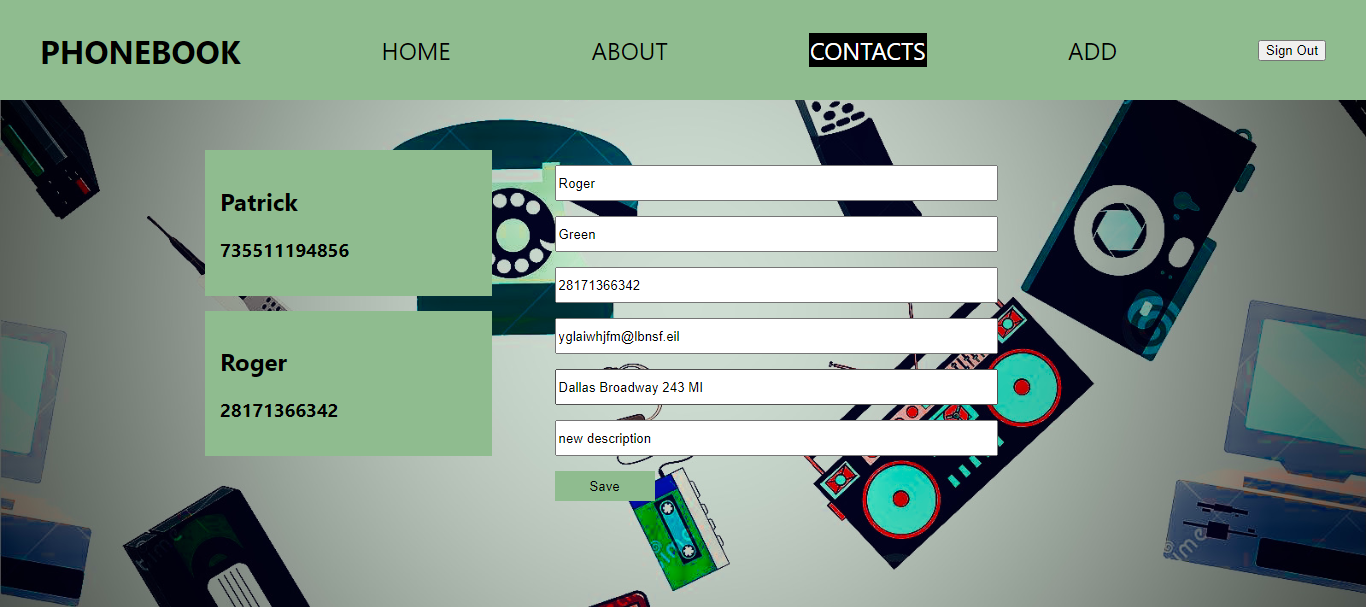 PHONEBOOK
HOME
ABOUT
CONTACTS
ADD
Sign Out
Patrick
735511194856
Roger
28171366342
Roger
Green
28171366342
yglaiwhjfm@lbnsf.eil
Dallas Broadway 243 MI
new description
Save